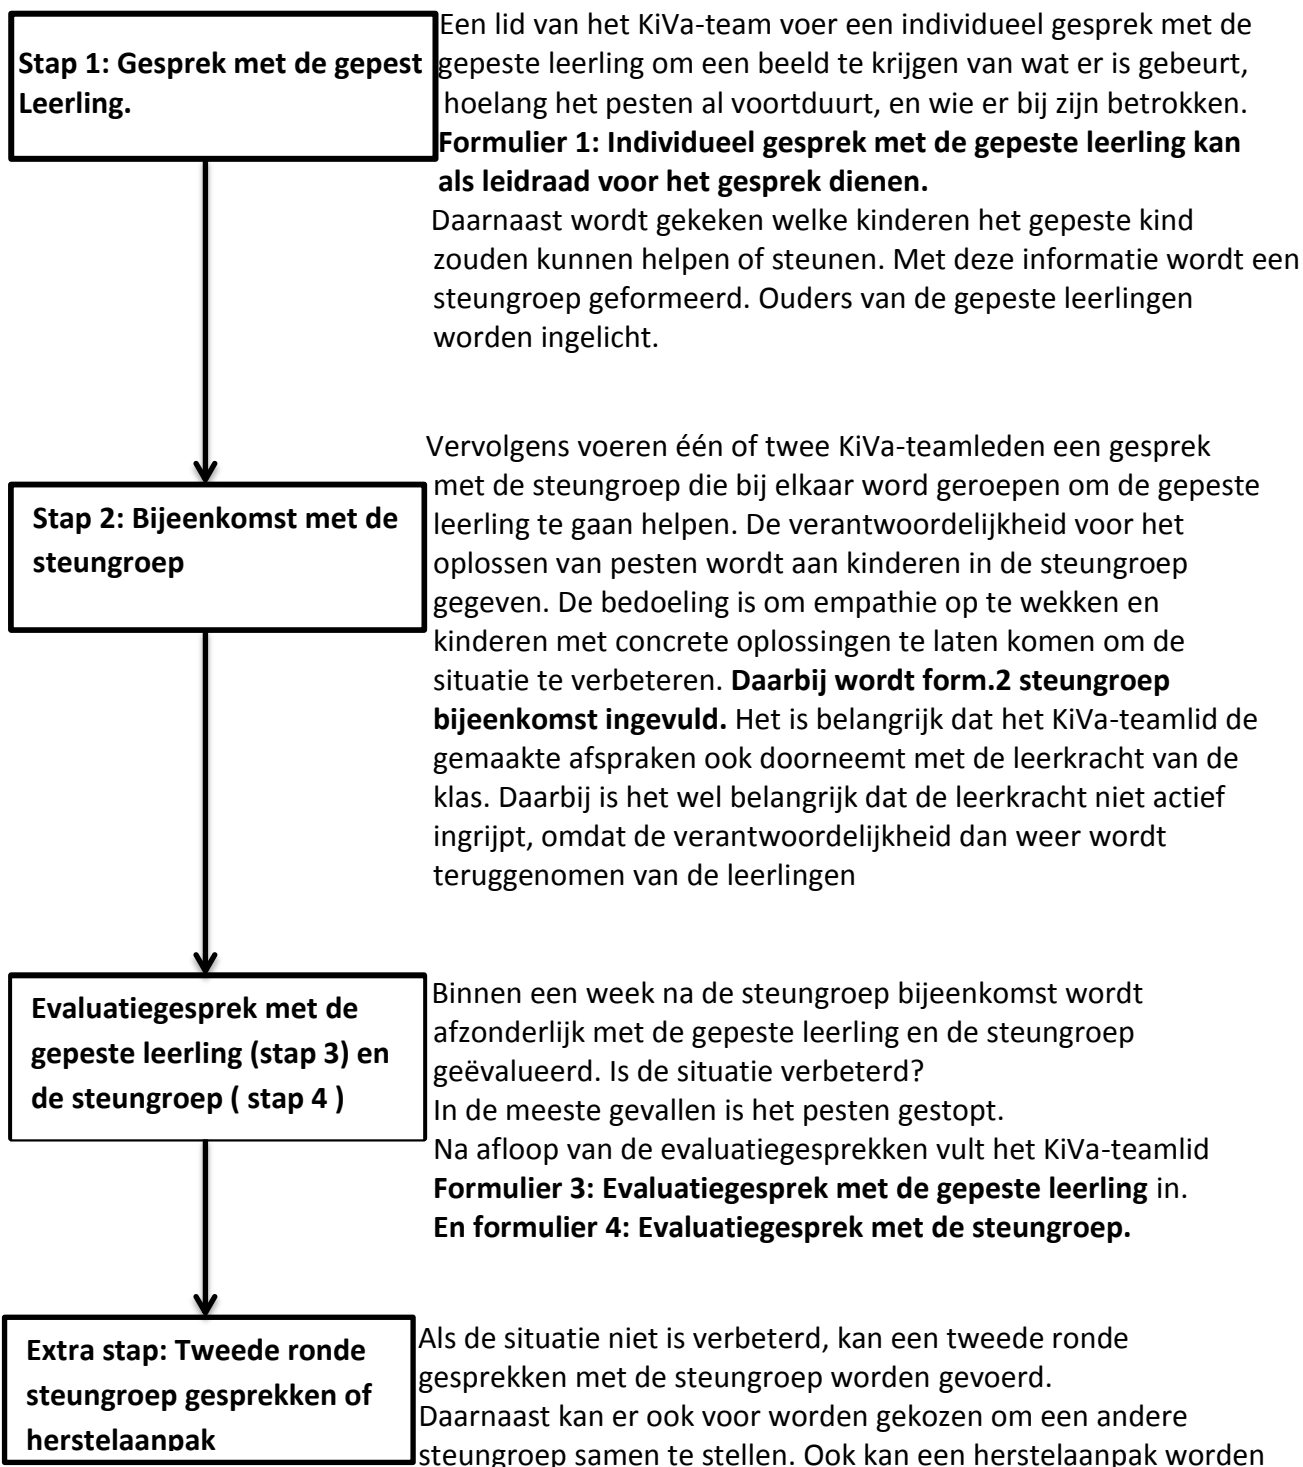 Stap 1: Gesprek met de gepest
Leerling.
Een lid van het KiVa-team voer een individueel gesprek met de
gepeste leerling om een beeld te krijgen van wat er is gebeurt,
hoelang het pesten al voortduurt, en wie er bij zijn betrokken.
Formulier 1: Individueel gesprek met de gepeste leerling kan
als leidraad voor het gesprek dienen.
Daarnaast wordt gekeken welke kinderen het gepeste kind
zouden kunnen helpen of steunen. Met deze informatie wordt een
steungroep geformeerd. Ouders van de gepeste leerlingen
worden ingelicht.
Stap 2: Bijeenkomst met de
steungroep
Vervolgens voeren één of twee KiVa-teamleden een gesprek
met de steungroep die bij elkaar word geroepen om de gepeste
leerling te gaan helpen. De verantwoordelijkheid voor het
oplossen van pesten wordt aan kinderen in de steungroep
gegeven. De bedoeling is om empathie op te wekken en
kinderen met concrete oplossingen te laten komen om de
situatie te verbeteren. Daarbij wordt form.2 steungroep
bijeenkomst ingevuld. Het is belangrijk dat het KiVa-teamlid de
gemaakte afspraken ook doorneemt met de leerkracht van de
klas. Daarbij is het wel belangrijk dat de leerkracht niet actief
ingrijpt, omdat de verantwoordelijkheid dan weer wordt
teruggenomen van de leerlingen
Evaluatiegesprek met de
gepeste leerling (stap 3) en
de steungroep ( stap 4 )
Binnen een week na de steungroep bijeenkomst wordt
afzonderlijk met de gepeste leerling en de steungroep
geëvalueerd. Is de situatie verbeterd?
In de meeste gevallen is het pesten gestopt.
Na afloop van de evaluatiegesprekken vult het KiVa-teamlid
Formulier 3: Evaluatiegesprek met de gepeste leerling in.
En formulier 4: Evaluatiegesprek met de steungroep.
Extra stap: Tweede ronde
steungroep gesprekken of
herstelaanpak
Als de situatie niet is verbeterd, kan een tweede ronde
gesprekken met de steungroep worden gevoerd.
Daarnaast kan er ook voor worden gekozen om een andere
steungroep samen te stellen. Ook kan een herstelaanpak worden